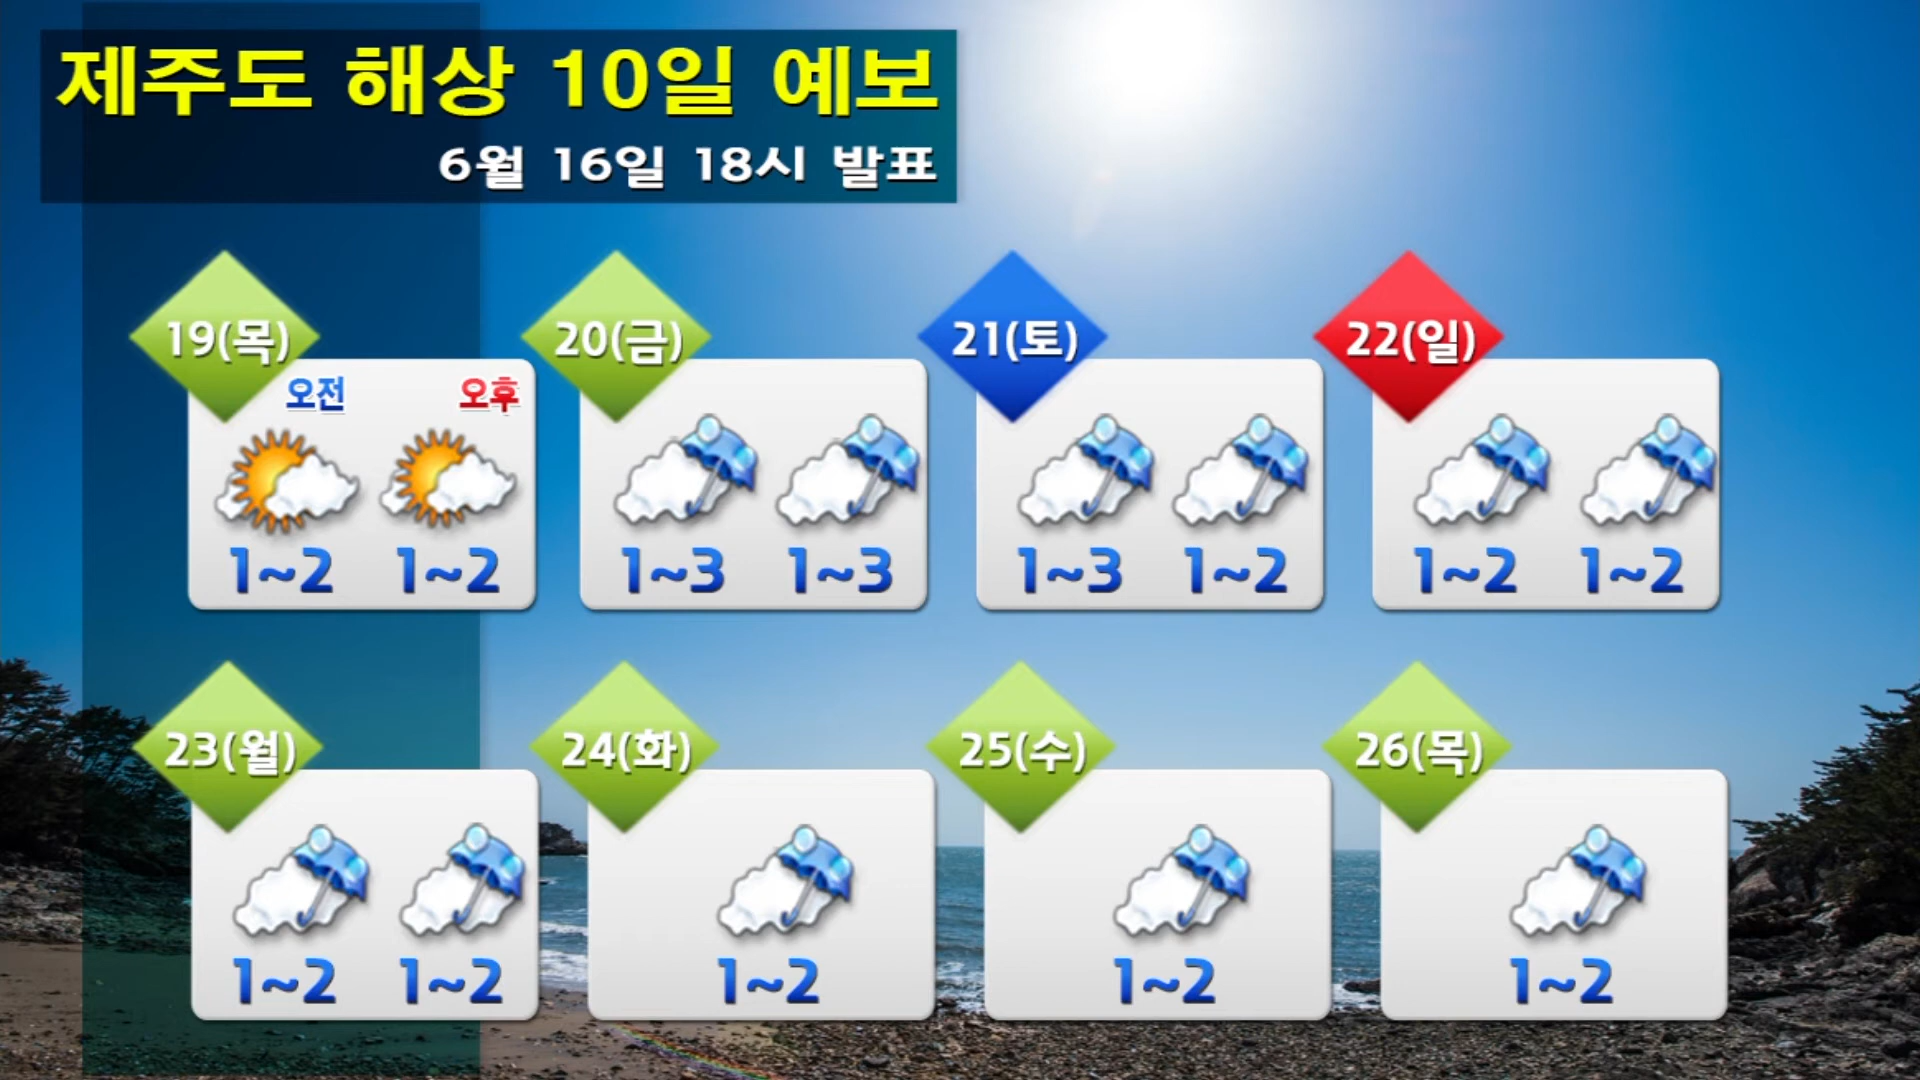 제주도 해상 10일 예보
6월 16일 18시 발표
19(목)
20(금)
21(토)
22(일)
오전 오후
1~2 1~2
1~3 1~3
1~3 1~2
1~2 1~2
23(월)
24(화)
25(수)
26(목)
1~2 1~2
1~2
1~2
1~2